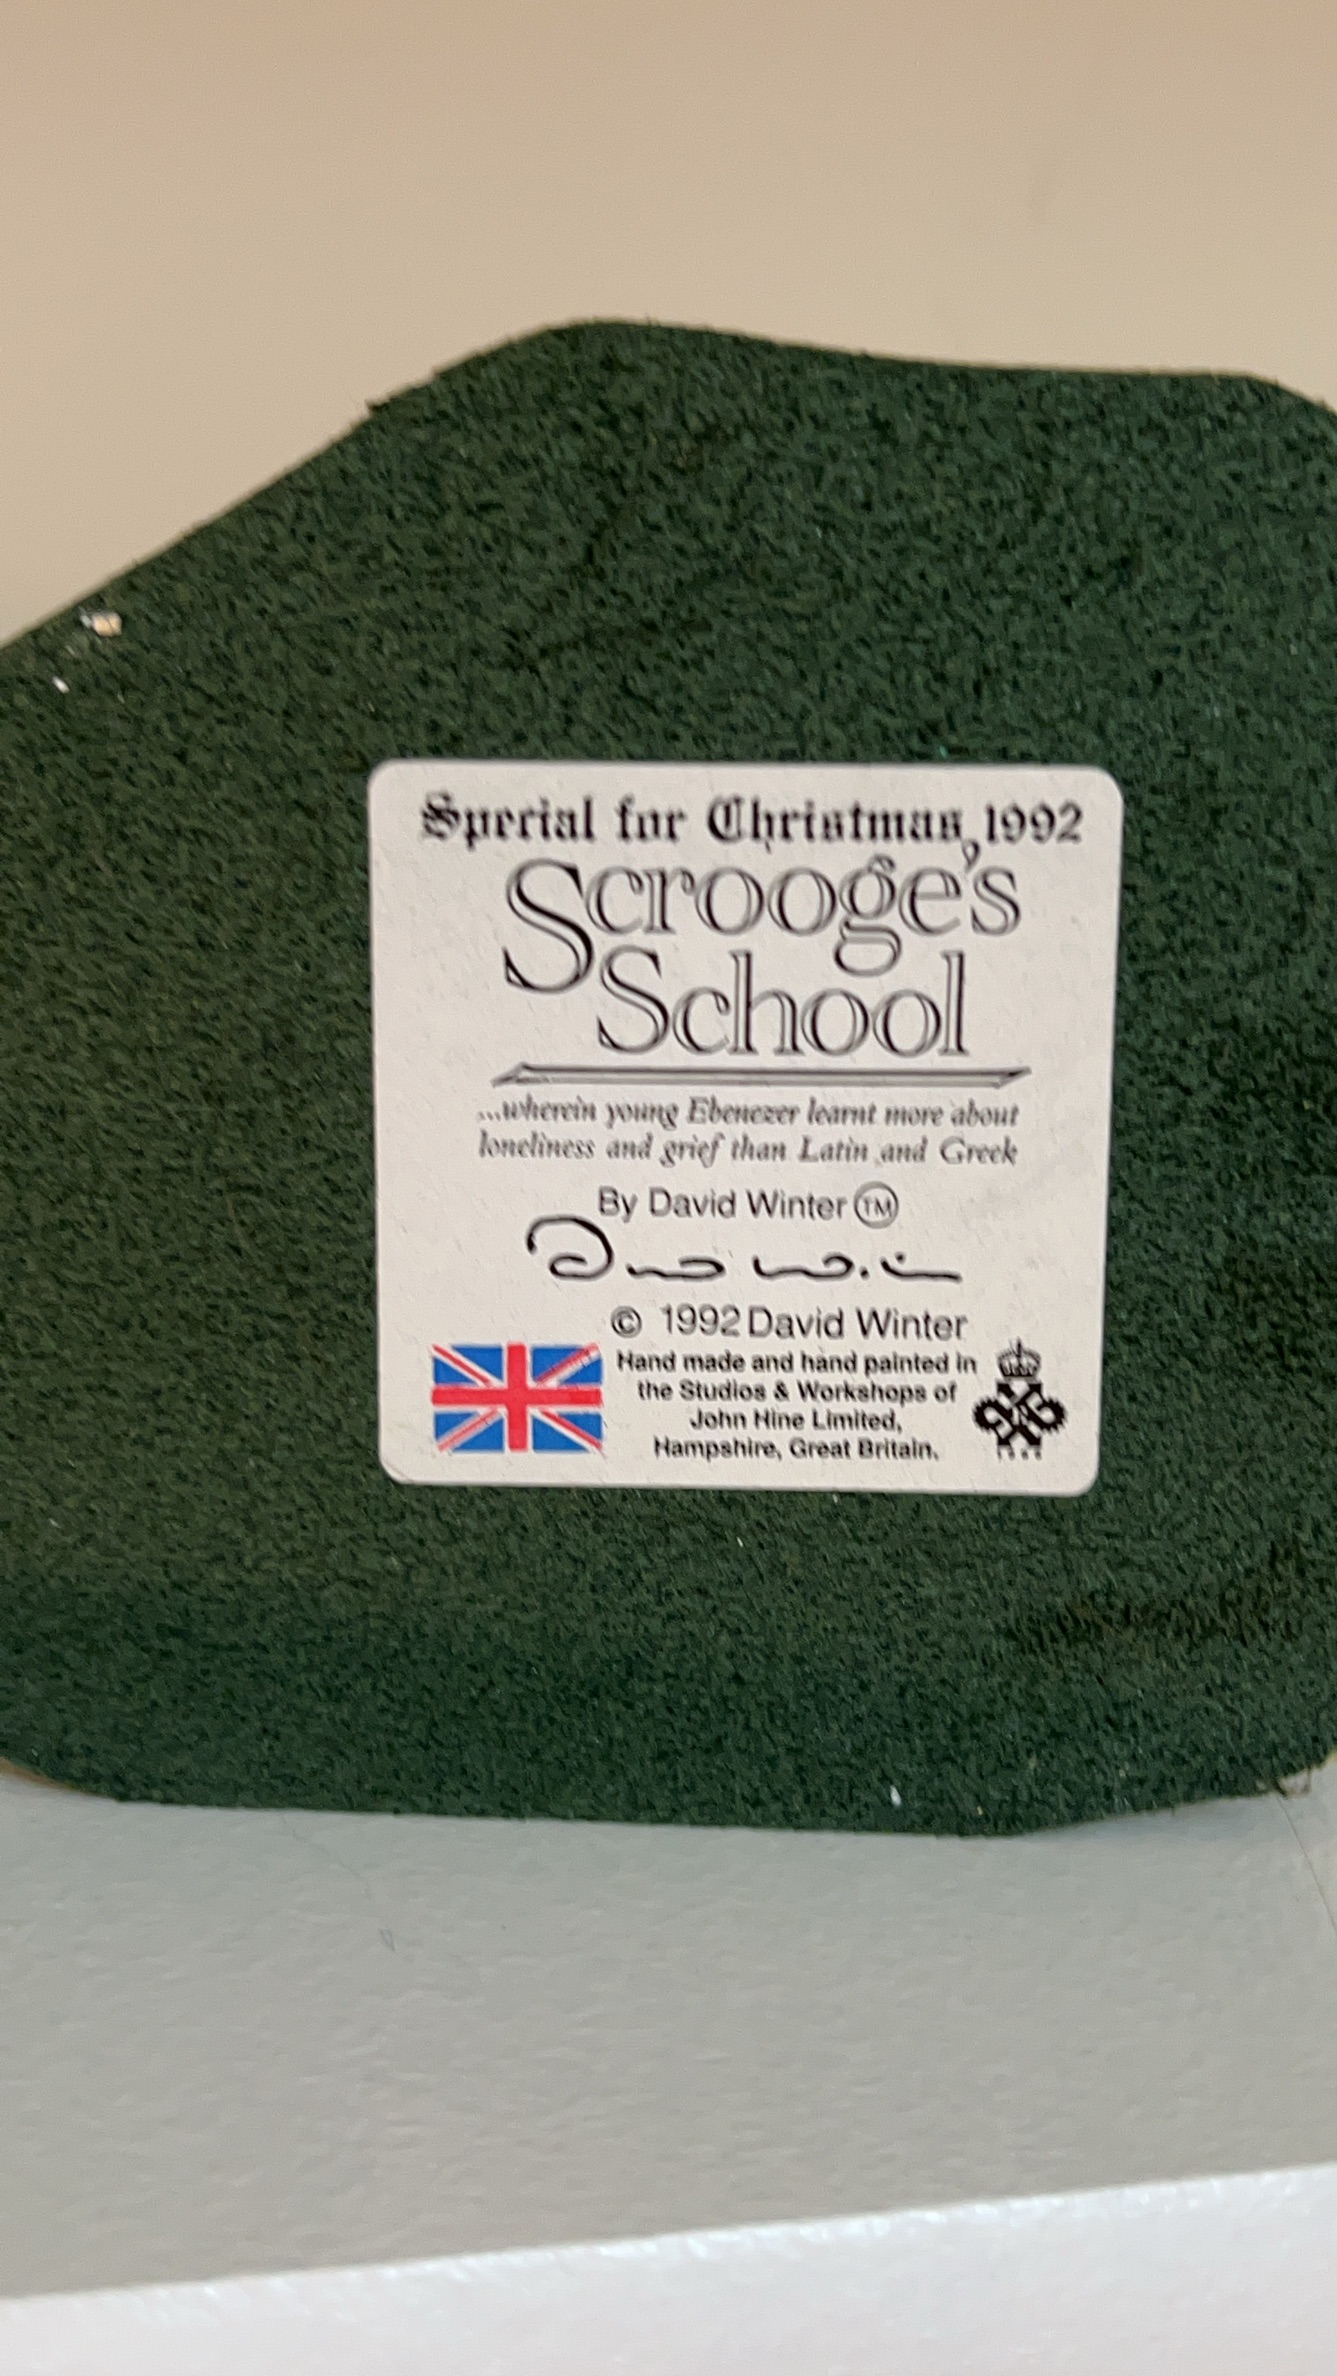 Special for Christmas, 1992
Scrooge's
School
...wherein young Ebenezer learnt more about
loneliness and grief than Latin and Greek
By David Winter TM
© 1992 David Winter
Hand made and hand painted in
the Studios & Workshops of
John Hine Limited,
Hampshire, Great Britain.